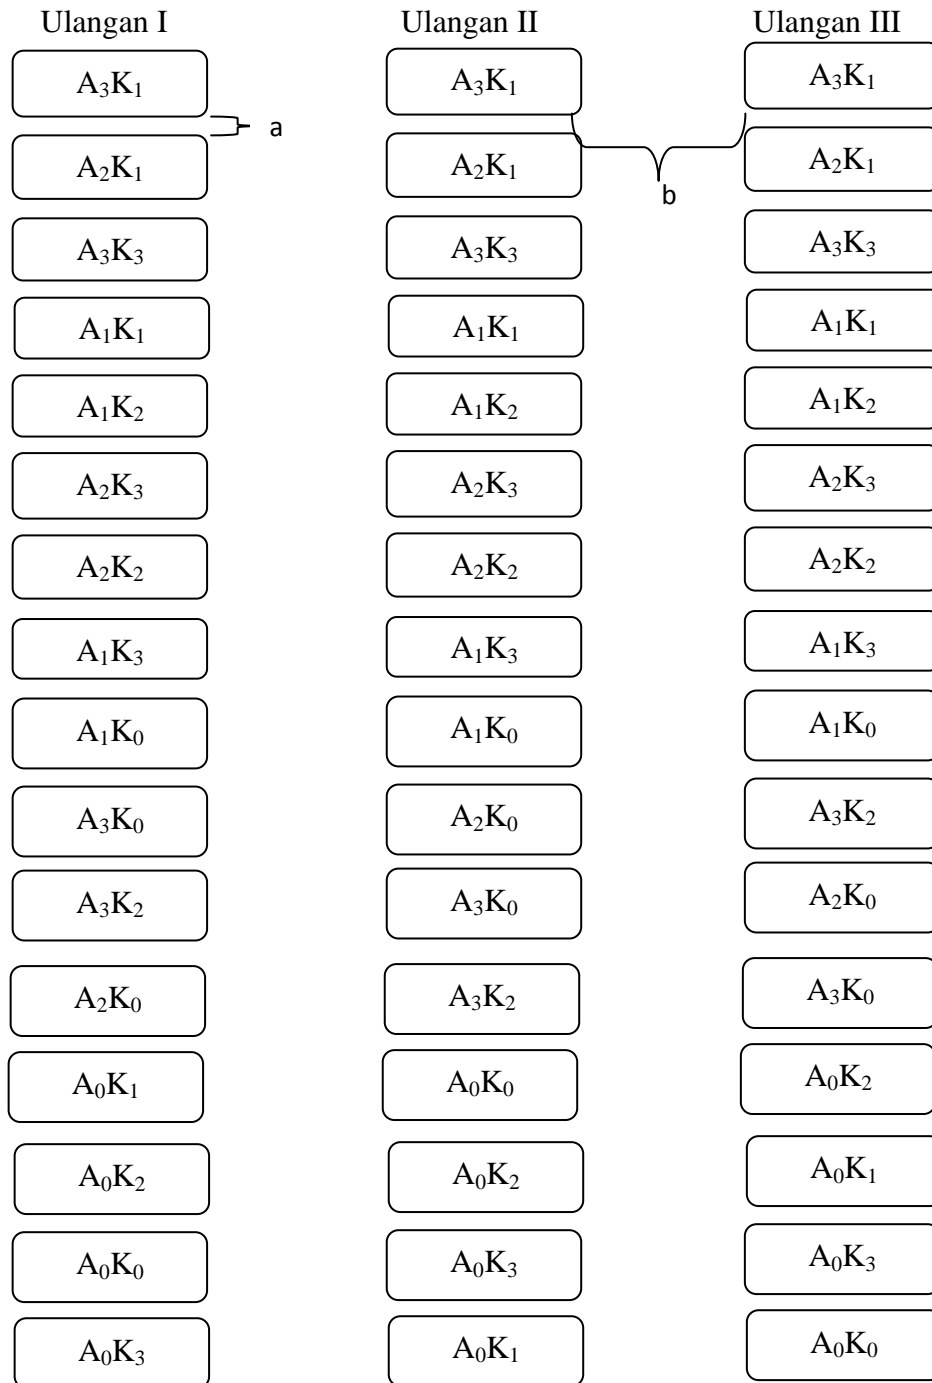 Ulangan I Ulangan II Ulangan III
A₃K₁ A₃K₁ A₃K₁
a
A₂K₁ A₂K₁ A₂K₁
b
A₃K₃ A₃K₃ A₃K₃
A₁K₁ A₁K₁ A₁K₁
A₁K₂ A₁K₂ A₁K₂
A₂K₃ A₂K₃ A₂K₃
A₂K₂ A₂K₂ A₂K₂
A₁K₃ A₁K₃ A₁K₃
A₁K₀ A₁K₀ A₁K₀
A₃K₀ A₂K₀ A₃K₂
A₃K₂ A₃K₀ A₂K₀
A₂K₀ A₃K₂ A₃K₀
A₀K₁ A₀K₀ A₀K₂
A₀K₂ A₀K₂ A₀K₁
A₀K₀ A₀K₃ A₀K₃
A₀K₃ A₀K₁ A₀K₀